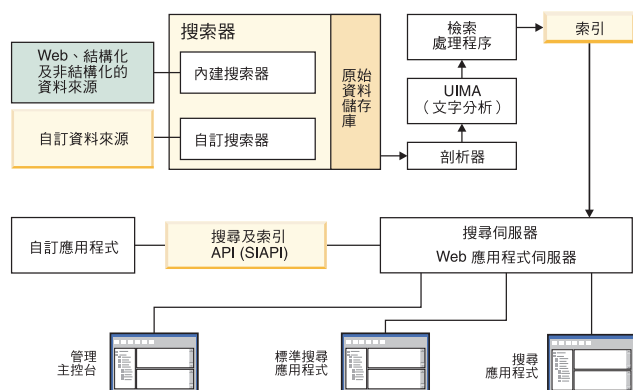 搜索器
Web、結構化
及非結構化的
資料來源
內建搜索器
自訂資料來源
自訂搜索器
原始
資料
儲存
庫
檢索
處理程序
索引
UIMA
（文字分析）
剖析器
自訂應用程式
搜尋及索引
API (SIAPI)
搜尋伺服器
Web 應用程式伺服器
管理
主控台
標準搜尋
應用程式
搜尋
應用程式